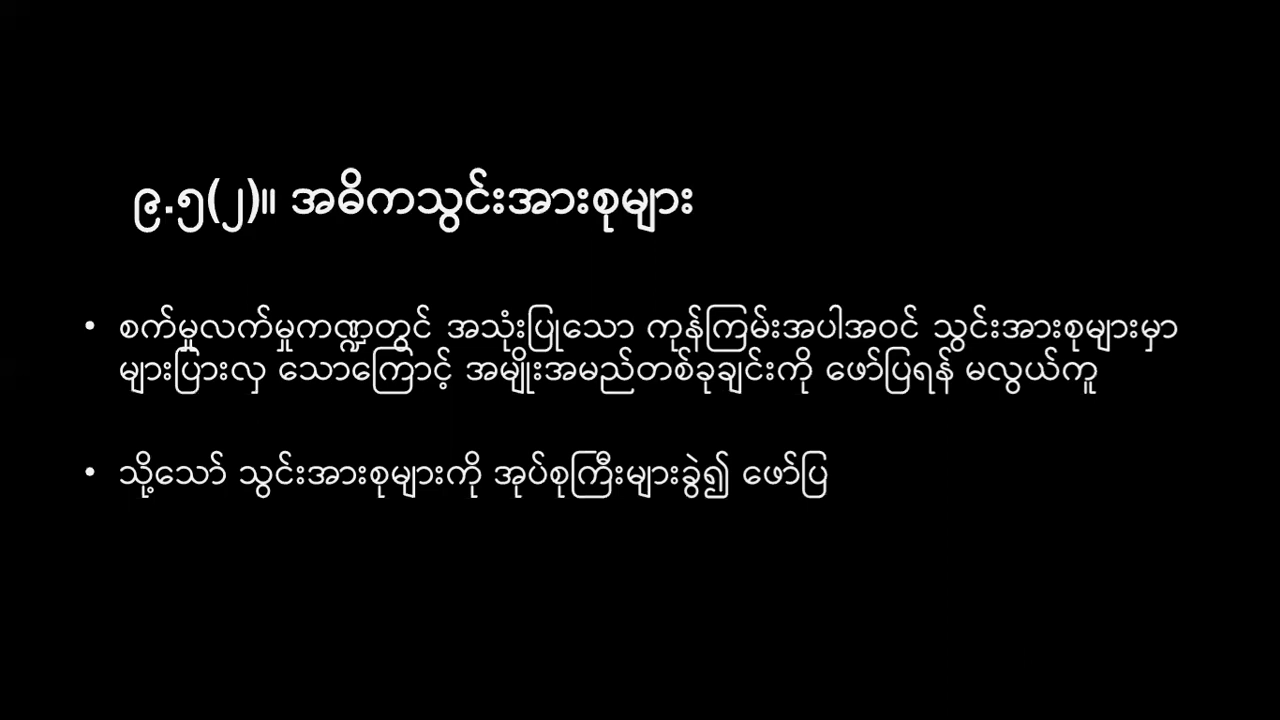 ၉.၅(၂)။ အဓိကသွင်းအားစုများ
• စက်မှုလက်မှုကဏ္ဍတွင် အသုံးပြုသော ကုန်ကြမ်းအပါအဝင် သွင်းအားစုများမှာ
များပြားလှ သောကြောင့် အမျိုးအမည်တစ်ခုချင်းကို ဖော်ပြရန် မလွယ်ကူ
• သို့သော် သွင်းအားစုများကို အုပ်စုကြီးများခွဲ၍ ဖော်ပြ